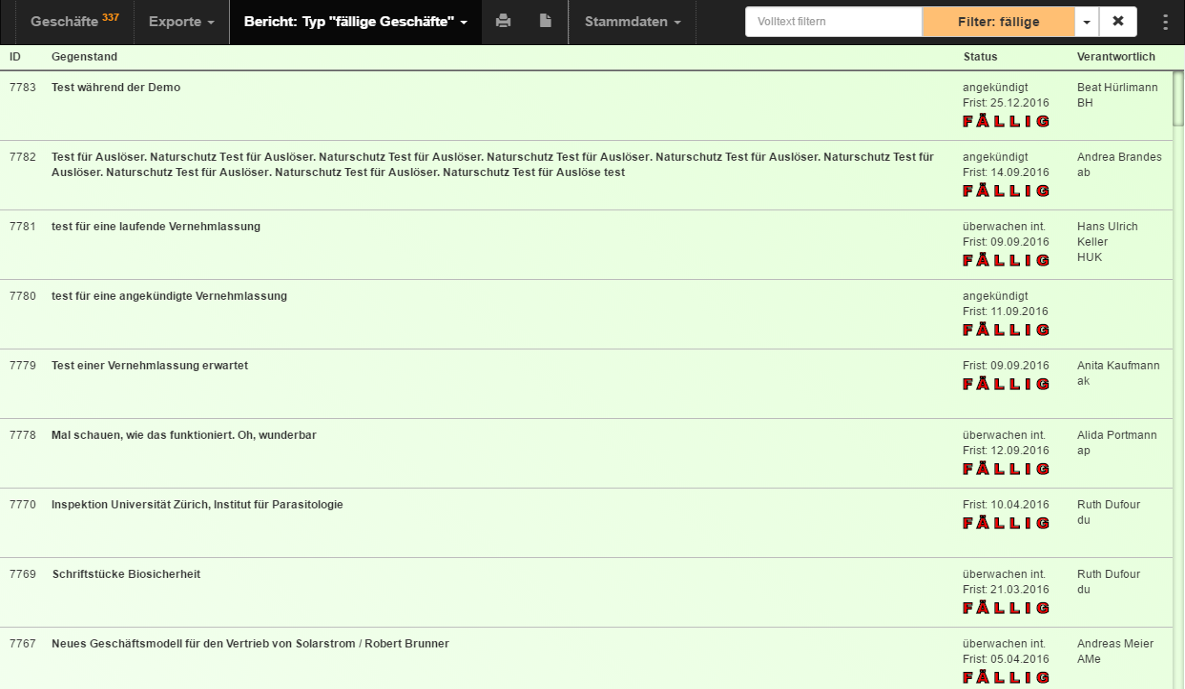 Geschäfte 337 Exporte Bericht: Typ "fällige Geschäfte" Stammdaten Volltext filtern Filter: fällige
ID Gegenstand Status Verantwortlich
7783 Test während der Demo angekündigt Beat Hürlimann
Frist: 25.12.2016 BH
FÄLLIG
7782 Test für Auslöser. Naturschutz Test für Auslöser. Naturschutz Test für Auslöser. Naturschutz Test für Auslöser. Naturschutz Test für Auslöser. Naturschutz Test für angekündigt Andrea Brandes
Auslöser. Naturschutz Test für Auslöser. Naturschutz Test für Auslöser. Naturschutz Test für Auslöse test Frist: 14.09.2016 ab
FÄLLIG
7781 test für eine laufende Vernehmlassung überwachen int. Hans Ulrich
Frist: 09.09.2016 Keller
FÄLLIG HUK
7780 test für eine angekündigte Vernehmlassung angekündigt
Frist: 11.09.2016
FÄLLIG
7779 Test einer Vernehmlassung erwartet Frist: 09.09.2016 Anita Kaufmann
FÄLLIG ak
7778 Mal schauen, wie das funktioniert. Oh, wunderbar überwachen int. Alida Portmann
Frist: 12.09.2016 ap
FÄLLIG
7770 Inspektion Universität Zürich, Institut für Parasitologie Frist: 10.04.2016 Ruth Dufour
FÄLLIG du
7769 Schriftstücke Biosicherheit überwachen int. Ruth Dufour
Frist: 21.03.2016 du
FÄLLIG
7767 Neues Geschäftsmodell für den Vertrieb von Solarstrom / Robert Brunner überwachen int. Andreas Meier
Frist: 05.04.2016 AMe
FÄLLIG